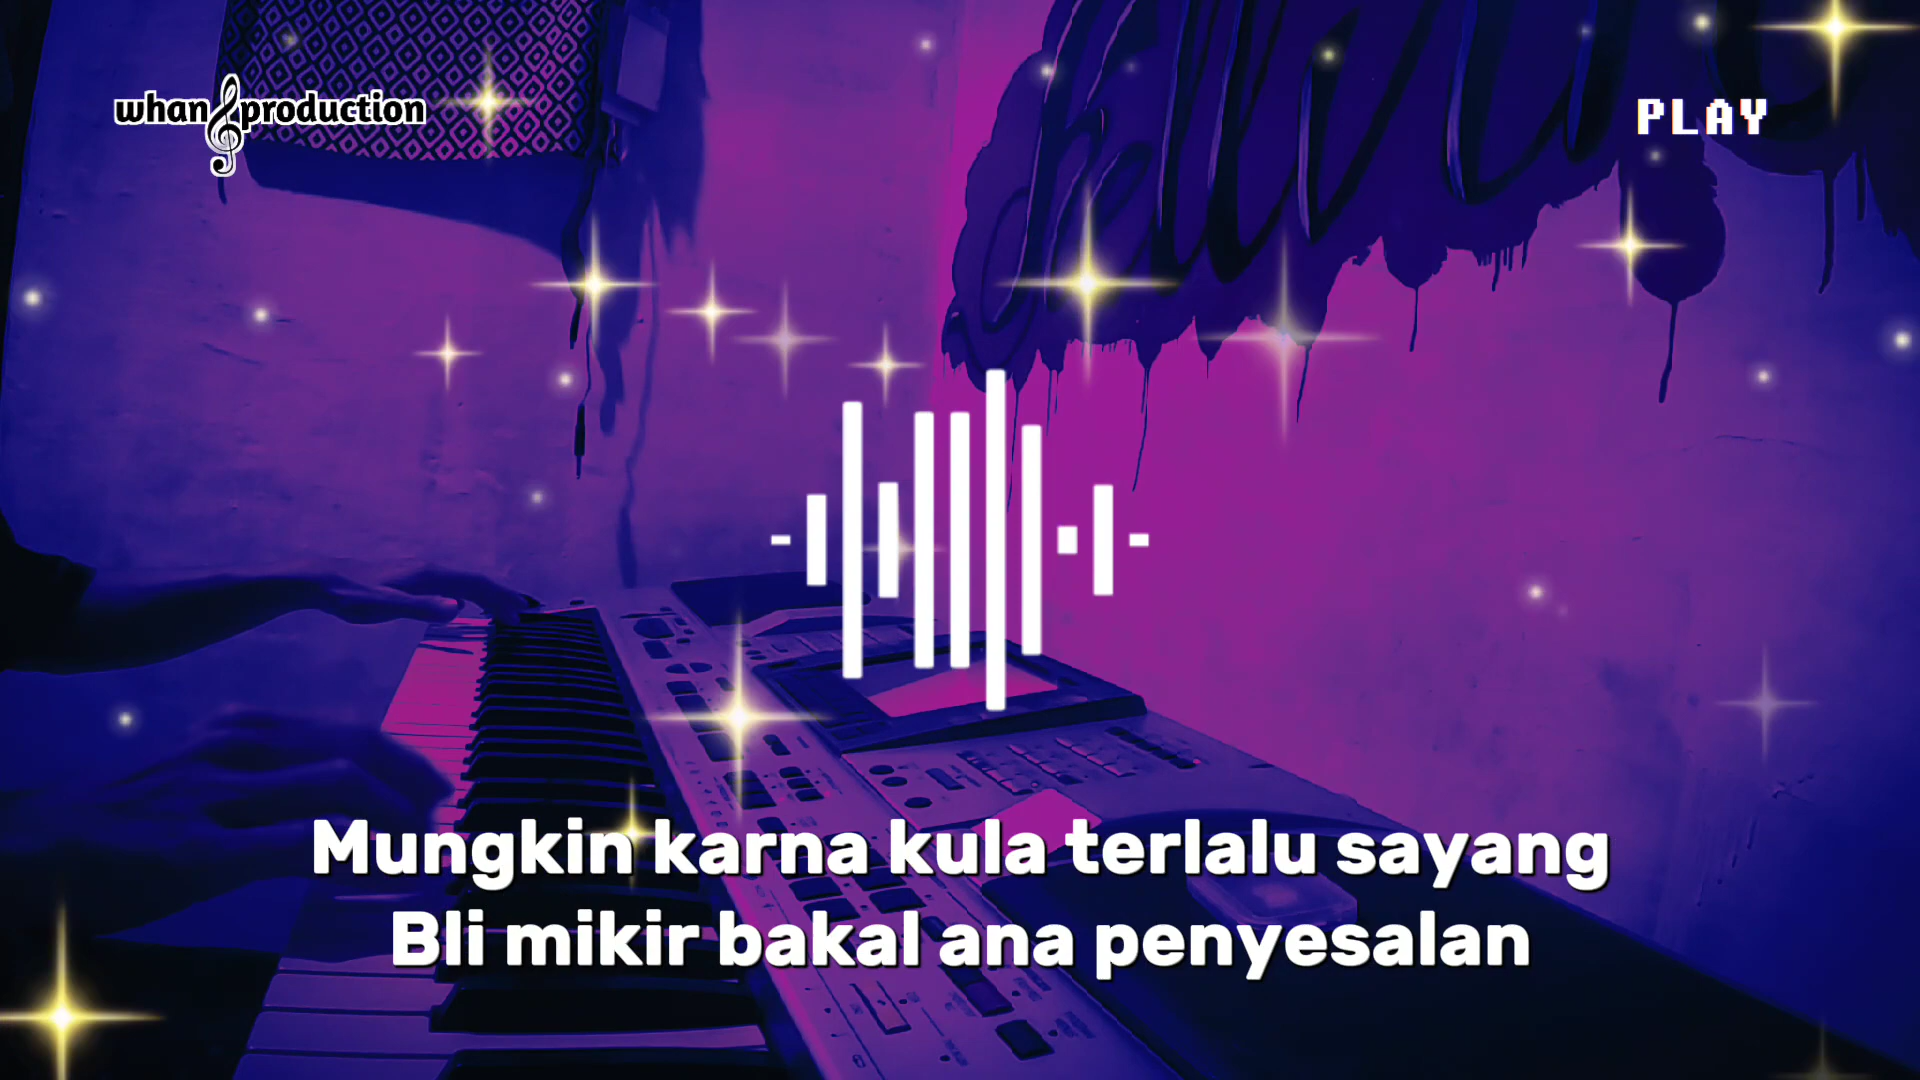 whan production
PLAY
Mungkin karna kula terlalu sayang
Bli mikir bakal ana penyesalan